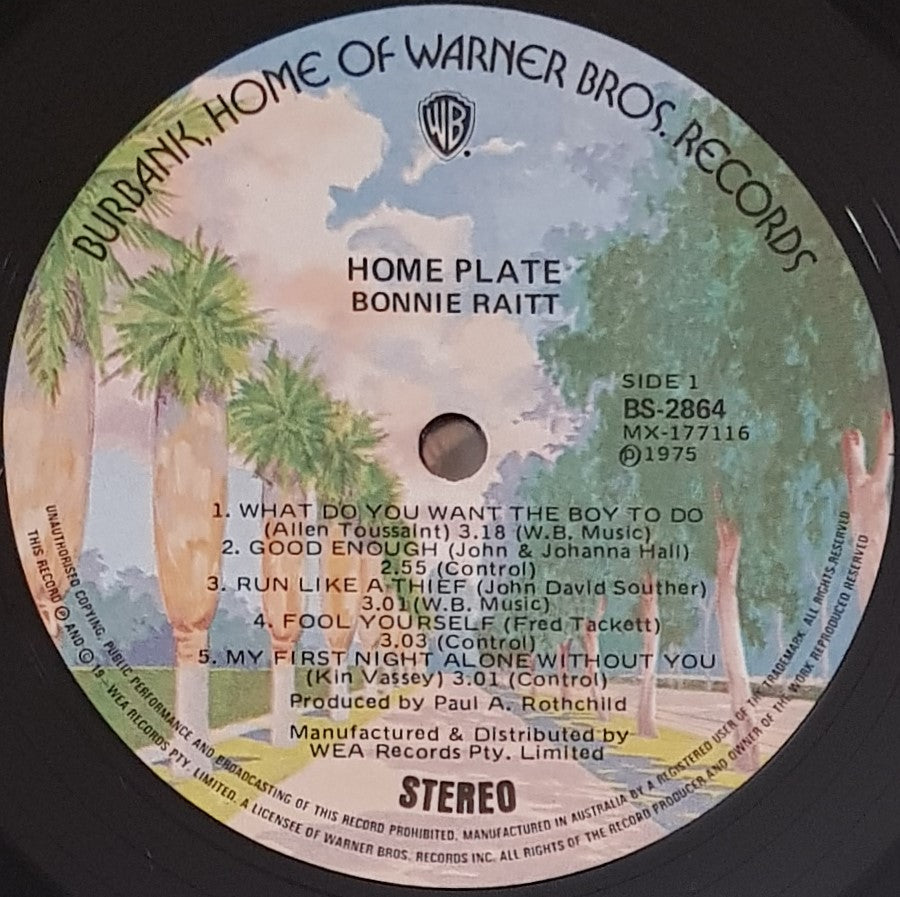 BURBANK, HOME OF WARNER BROS. RECORDS
WB
HOME PLATE
BONNIE RAITT
SIDE 1
BS-2864
MX-177116
℗1975
1. WHAT DO YOU WANT THE BOY TO DO
(Allen Toussaint) 3.18 (W.B. Music)
2. GOOD ENOUGH (John & Johanna Hall)
2.55 (Control)
3. RUN LIKE A THIEF (John David Souther)
3.01 (W.B. Music)
4. FOOL YOURSELF (Fred Tackett)
3.03 (Control)
5. MY FIRST NIGHT ALONE WITHOUT YOU
(Kin Vassey) 3.01 (Control)
Produced by Paul A. Rothchild
Manufactured & Distributed by
WEA Records Pty. Limited
STEREO
UNAUTHORISED COPYING, PUBLIC PERFORMANCE AND BROADCASTING OF THIS RECORD PROHIBITED. MANUFACTURED IN AUSTRALIA BY A REGISTERED USER OF THE TRADEMARK. ALL RIGHTS RESERVED
THIS RECORD ℗ AND © 19-WEA RECORDS PTY. LIMITED. A LICENSEE OF WARNER BROS. RECORDS INC. ALL RIGHTS OF THE RECORD PRODUCER AND OWNER OF THE WORK REPRODUCED RESERVED